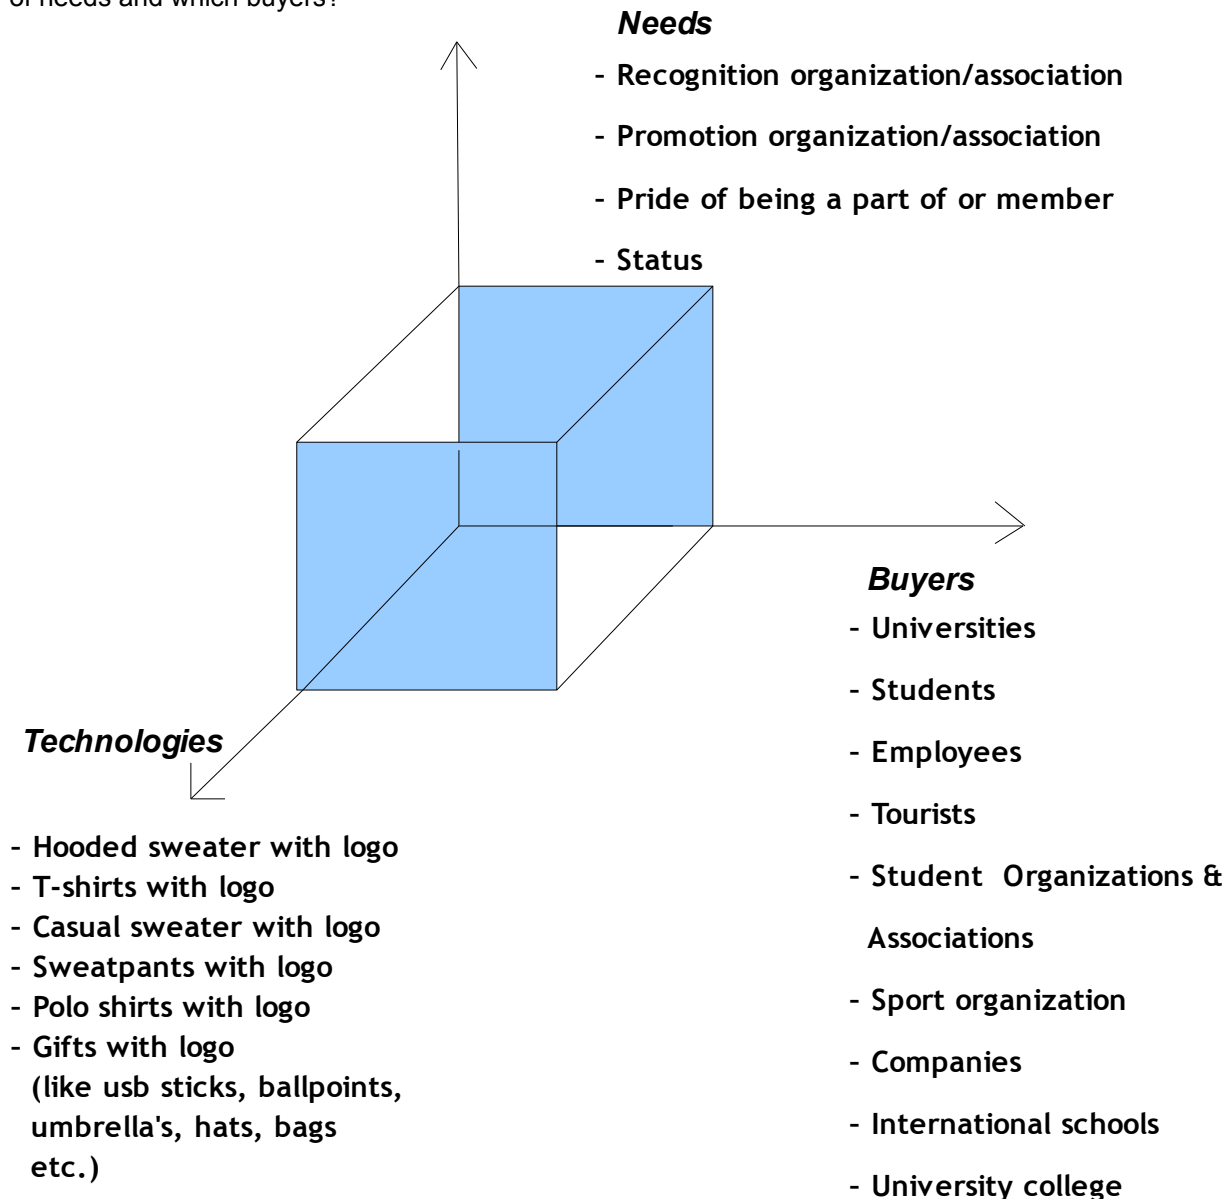 of needs and which buyers?
Needs
- Recognition organization/association
- Promotion organization/association
- Pride of being a part of or member
- Status
Buyers
- Universities
- Students
- Employees
- Tourists
- Student Organizations &
Associations
- Sport organization
- Companies
- International schools
- University college
Technologies
- Hooded sweater with logo
- T-shirts with logo
- Casual sweater with logo
- Sweatpants with logo
- Polo shirts with logo
- Gifts with logo
(like usb sticks, ballpoints,
umbrella's, hats, bags
etc.)